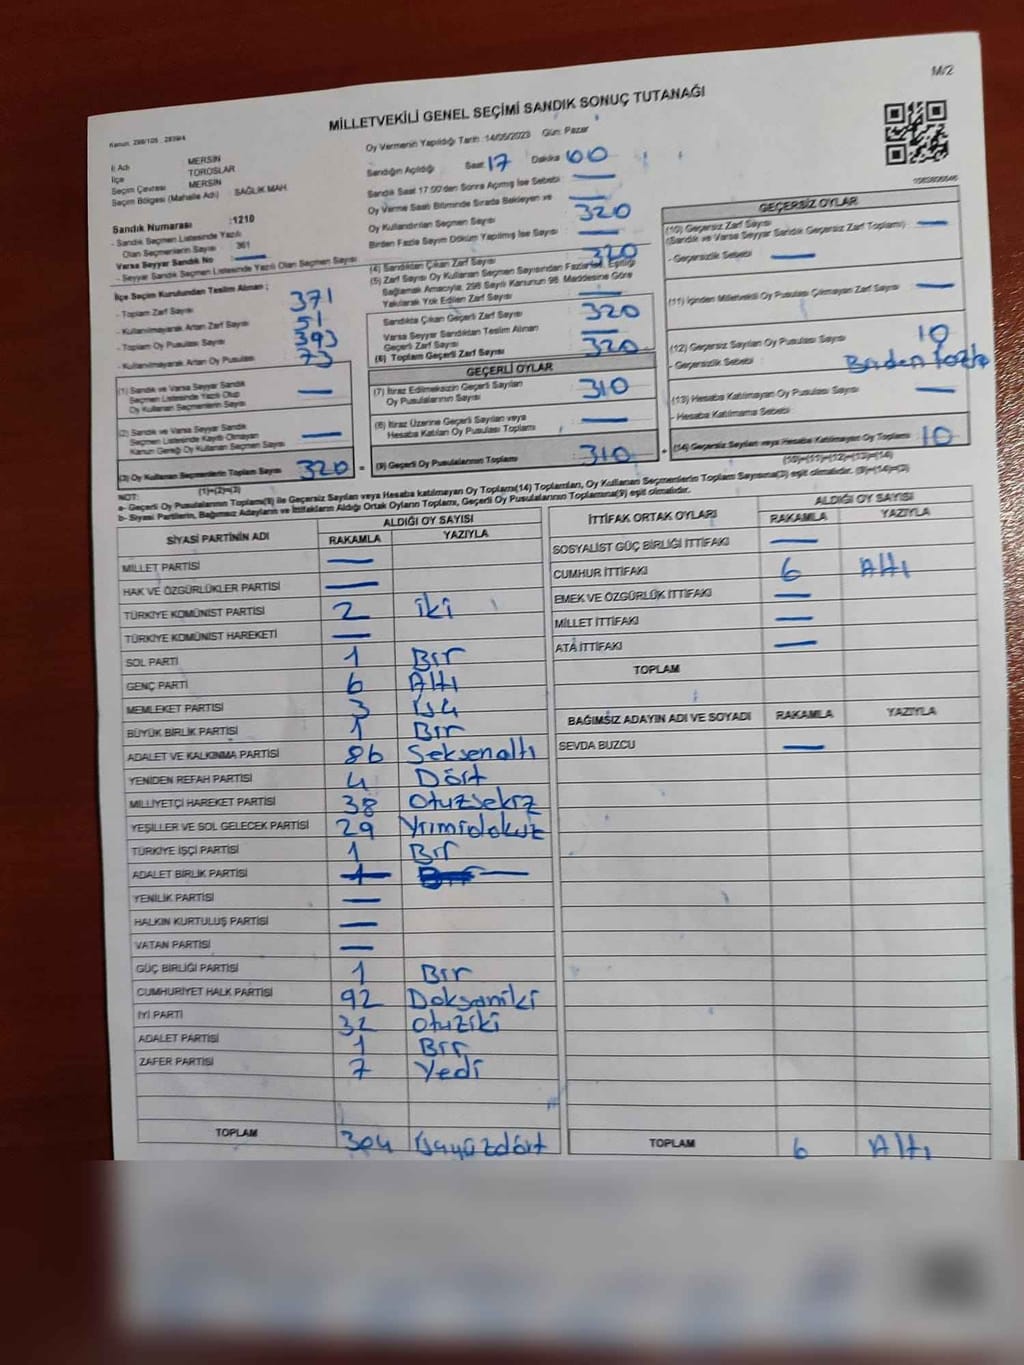 M/2
MİLLETVEKİLİ GENEL SEÇİMİ SANDIK SONUÇ TUTANAĞI
Kanun: 298/105
Oy Vermenin Yapıldığı Tarih: 14/05/2023 Gün: Pazar
İl Adı MERSİN
İlçe TOROSLAR
Seçim Çevresi MERSİN
Seçim Bölgesi (Mahalle Adı) : SAĞLIK MAH
Sandığın Açıldığı Saat 17 Dakika 00
Sandık Saat 17:00'den Sonra Açılmış İse Sebebi —
Oy Verme Saati Bitiminde Sırada Bekleyen ve —
Oy Kullandırılan Seçmen Sayısı 320
Birden Fazla Sayım Döküm Yapılmış İse Sayısı —
Sandık Numarası :1210
- Sandık Seçmen Listesinde Yazılı
Olan Seçmenlerin Sayısı : 361
Varsa Seyyar Sandık No —
- Seyyar Sandık Seçmen Listesinde Yazılı Olan Seçmen Sayısı
İlçe Seçim Kurulundan Teslim Alınan ;
- Toplam Zarf Sayısı 371
- Kullanılmayarak Artan Zarf Sayısı 51
- Toplam Oy Pusulası Sayısı 393
- Kullanılmayarak Artan Oy Pusulası 73
(1) Sandık ve Varsa Seyyar Sandık
Seçmen Listesinde Yazılı Olup
Oy Kullanan Seçmenlerin Sayısı —
(2) Sandık ve Varsa Seyyar Sandık
Seçmen Listesinde Kayıtlı Olmayan
Kanun Gereği Oy Kullanan Seçmen Sayısı —
(3) Oy Kullanan Seçmenlerin Toplam Sayısı 320
(1)+(2)=(3)
(4) Sandıktan Çıkan Zarf Sayısı 320
(5) Zarf Sayısı Oy Kullanan Seçmen Sayısından Fazla İse, Eşitliği
Sağlamak Amacıyla, 298 Sayılı Kanunun 98. Maddesine Göre
Yakılarak Yok Edilen Zarf Sayısı —
Sandıkta Çıkan Geçerli Zarf Sayısı 320
Varsa Seyyar Sandıktan Teslim Alınan
Geçerli Zarf Sayısı —
(6) Toplam Geçerli Zarf Sayısı 320
GEÇERLİ OYLAR
(7) İtiraz Edilmeksizin Geçerli Sayılan
Oy Pusulalarının Sayısı 310
(8) İtiraz Üzerine Geçerli Sayılan veya
Hesaba Katılan Oy Pusulası Toplamı —
(9) Geçerli Oy Pusulalarının Toplamı 310
GEÇERSİZ OYLAR
(10) Geçersiz Zarf Sayısı
(Sandık ve Varsa Seyyar Sandık Geçersiz Zarf Toplamı) —
- Geçersizlik Sebebi —
(11) İçinden Milletvekili Oy Pusulası Çıkmayan Zarf Sayısı —
(12) Geçersiz Sayılan Oy Pusulası Sayısı 10
- Geçersizlik Sebebi Birden Fazla
(13) Hesaba Katılmayan Oy Pusulası Sayısı —
- Hesaba Katılmama Sebebi
(14) Geçersiz Sayılan veya Hesaba Katılmayan Oy Toplamı 10
(10)+(11)+(12)+(13)=(14)
NOT:
a- Geçerli Oy Pusulalarının Toplamı(9) ile Geçersiz Sayılan veya Hesaba katılmayan Oy Toplamı(14) Toplamları, Oy Kullanan Seçmenlerin Toplam Sayısına(3) eşit olmalıdır. (9)+(14)=(3)
b- Siyasi Partilerin, Bağımsız Adayların ve İttifakların Aldığı Ortak Oyların Toplamı, Geçerli Oy Pusulalarının Toplamına(9) eşit olmalıdır.
SİYASİ PARTİNİN ADI ALDIĞI OY SAYISI
RAKAMLA YAZIYLA
MİLLET PARTİSİ —
HAK VE ÖZGÜRLÜKLER PARTİSİ —
TÜRKİYE KOMÜNİST PARTİSİ 2 iki
TÜRKİYE KOMÜNİST HAREKETİ —
SOL PARTİ 1 Bir
GENÇ PARTİ 6 Altı
MEMLEKET PARTİSİ 3 Üç
BÜYÜK BİRLİK PARTİSİ 1 Bir
ADALET VE KALKINMA PARTİSİ 86 Seksenaltı
YENİDEN REFAH PARTİSİ 4 Dört
MİLLİYETÇİ HAREKET PARTİSİ 38 Otuzsekiz
YEŞİLLER VE SOL GELECEK PARTİSİ 29 Yirmidokuz
TÜRKİYE İŞÇİ PARTİSİ 1 Bir
ADALET BİRLİK PARTİSİ —
YENİLİK PARTİSİ —
HALKIN KURTULUŞ PARTİSİ —
VATAN PARTİSİ —
GÜÇ BİRLİĞİ PARTİSİ 1 Bir
CUMHURİYET HALK PARTİSİ 92 Doksaniki
İYİ PARTİ 32 otuziki
ADALET PARTİSİ 1 Bir
ZAFER PARTİSİ 7 Yedi
TOPLAM 304 üçyüzdört
İTTİFAK ORTAK OYLARI ALDIĞI OY SAYISI
RAKAMLA YAZIYLA
SOSYALİST GÜÇ BİRLİĞİ İTTİFAKI —
CUMHUR İTTİFAKI 6 Altı
EMEK VE ÖZGÜRLÜK İTTİFAKI —
MİLLET İTTİFAKI —
ATA İTTİFAKI —
TOPLAM
BAĞIMSIZ ADAYIN ADI VE SOYADI RAKAMLA YAZIYLA
SEVDA BUZCU —
TOPLAM 6 Altı